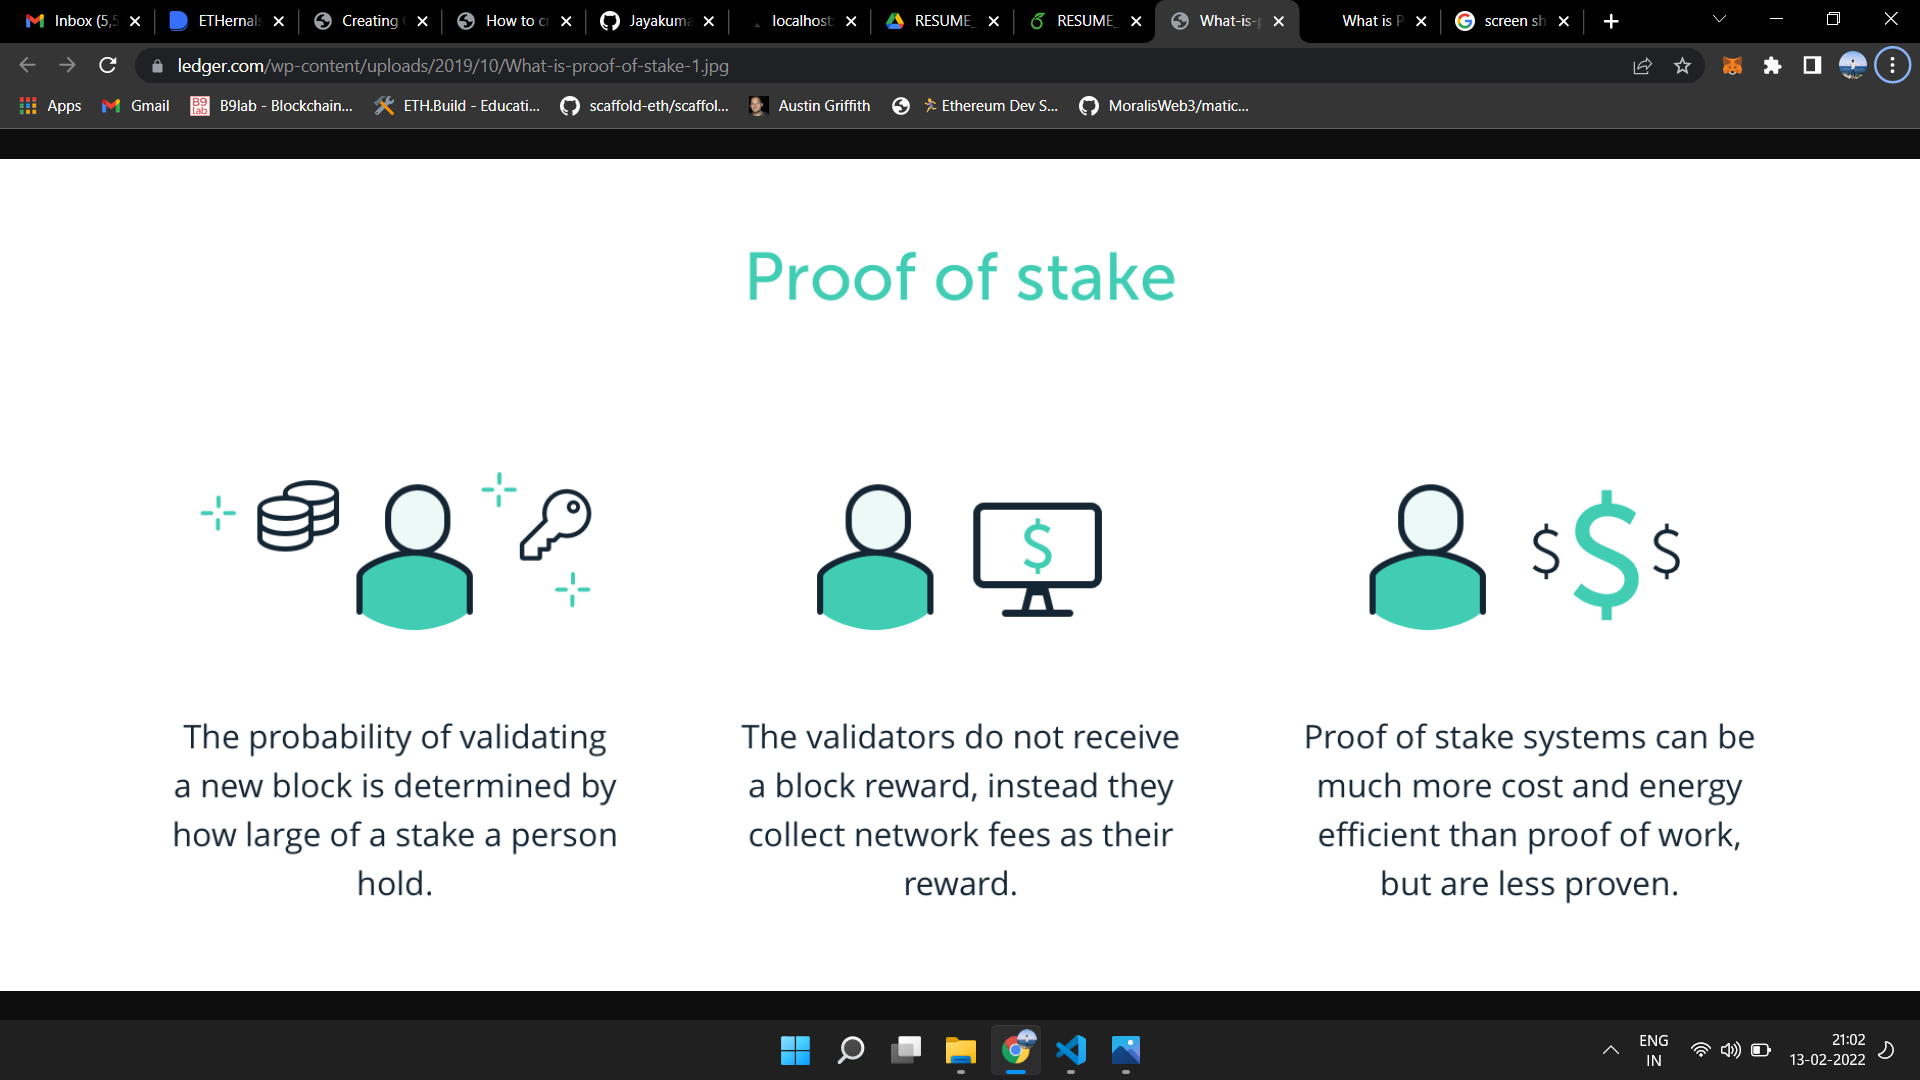 Inbox (5,5
ETHernals
Creating
How to cr
Jayakuma
localhost:
RESUME_
RESUME_
What-is-p
What is P
screen sh
ledger.com/wp-content/uploads/2019/10/What-is-proof-of-stake-1.jpg
Apps
Gmail
B9 lab
B9lab - Blockchain...
ETH.Build - Educati...
scaffold-eth/scaffol...
Austin Griffith
Ethereum Dev S...
MoralisWeb3/matic...
Proof of stake
$
$ $ $
The probability of validating
a new block is determined by
how large of a stake a person
hold.
The validators do not receive
a block reward, instead they
collect network fees as their
reward.
Proof of stake systems can be
much more cost and energy
efficient than proof of work,
but are less proven.
ENG
IN
21:02
13-02-2022